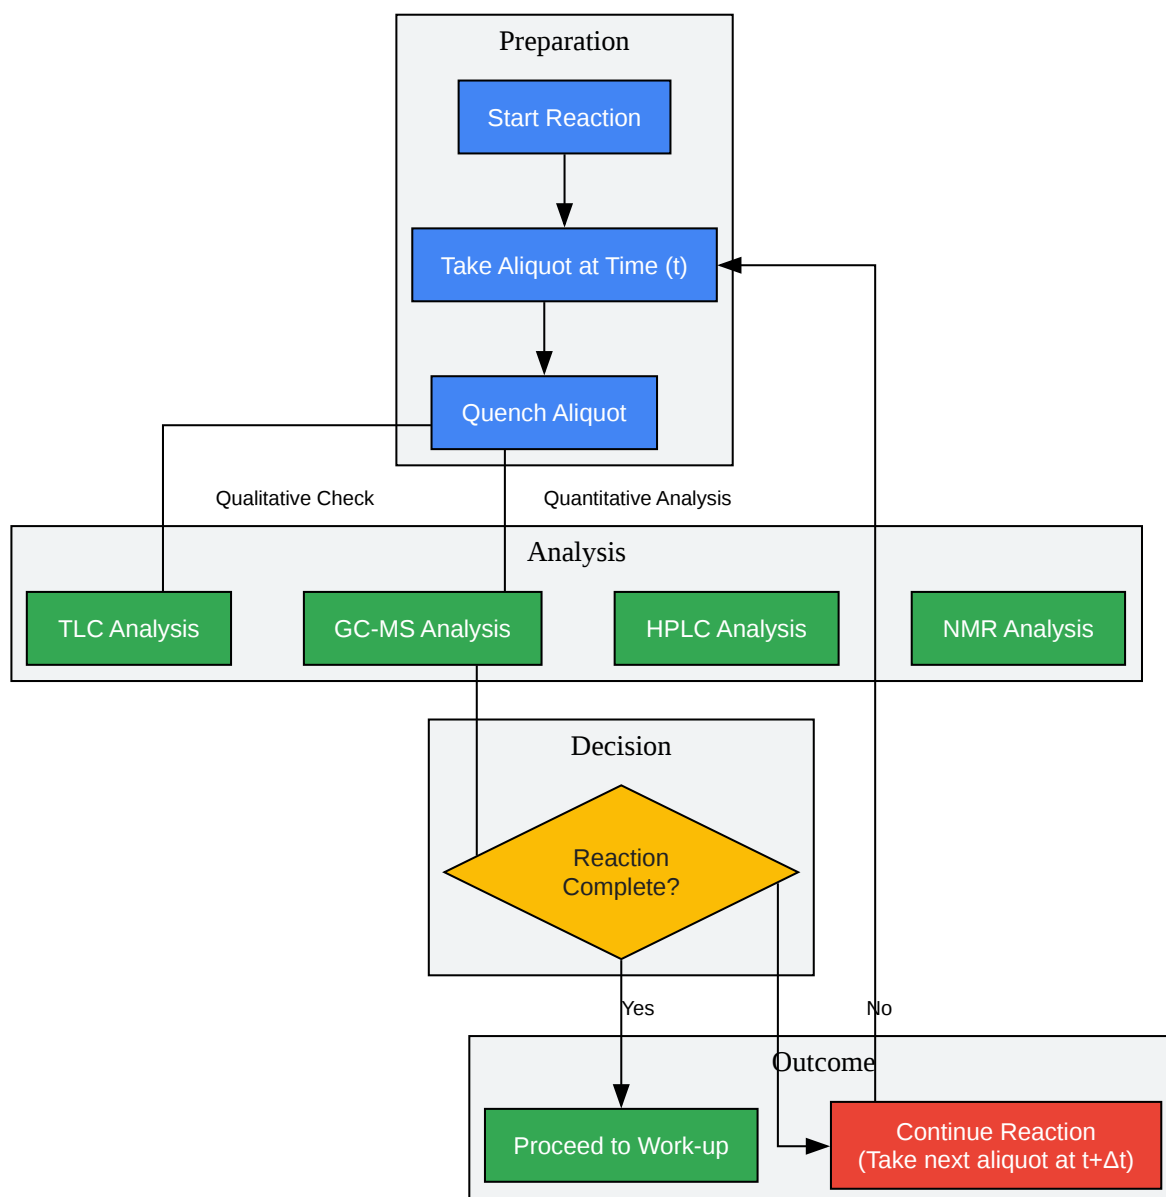 Preparation
Start Reaction
Take Aliquot at Time (t)
Quench Aliquot
Qualitative Check
Quantitative Analysis
Analysis
TLC Analysis
GC-MS Analysis
HPLC Analysis
NMR Analysis
Decision
Reaction
Complete?
Yes
No
Outcome
Proceed to Work-up
Continue Reaction
(Take next aliquot at t+Δt)